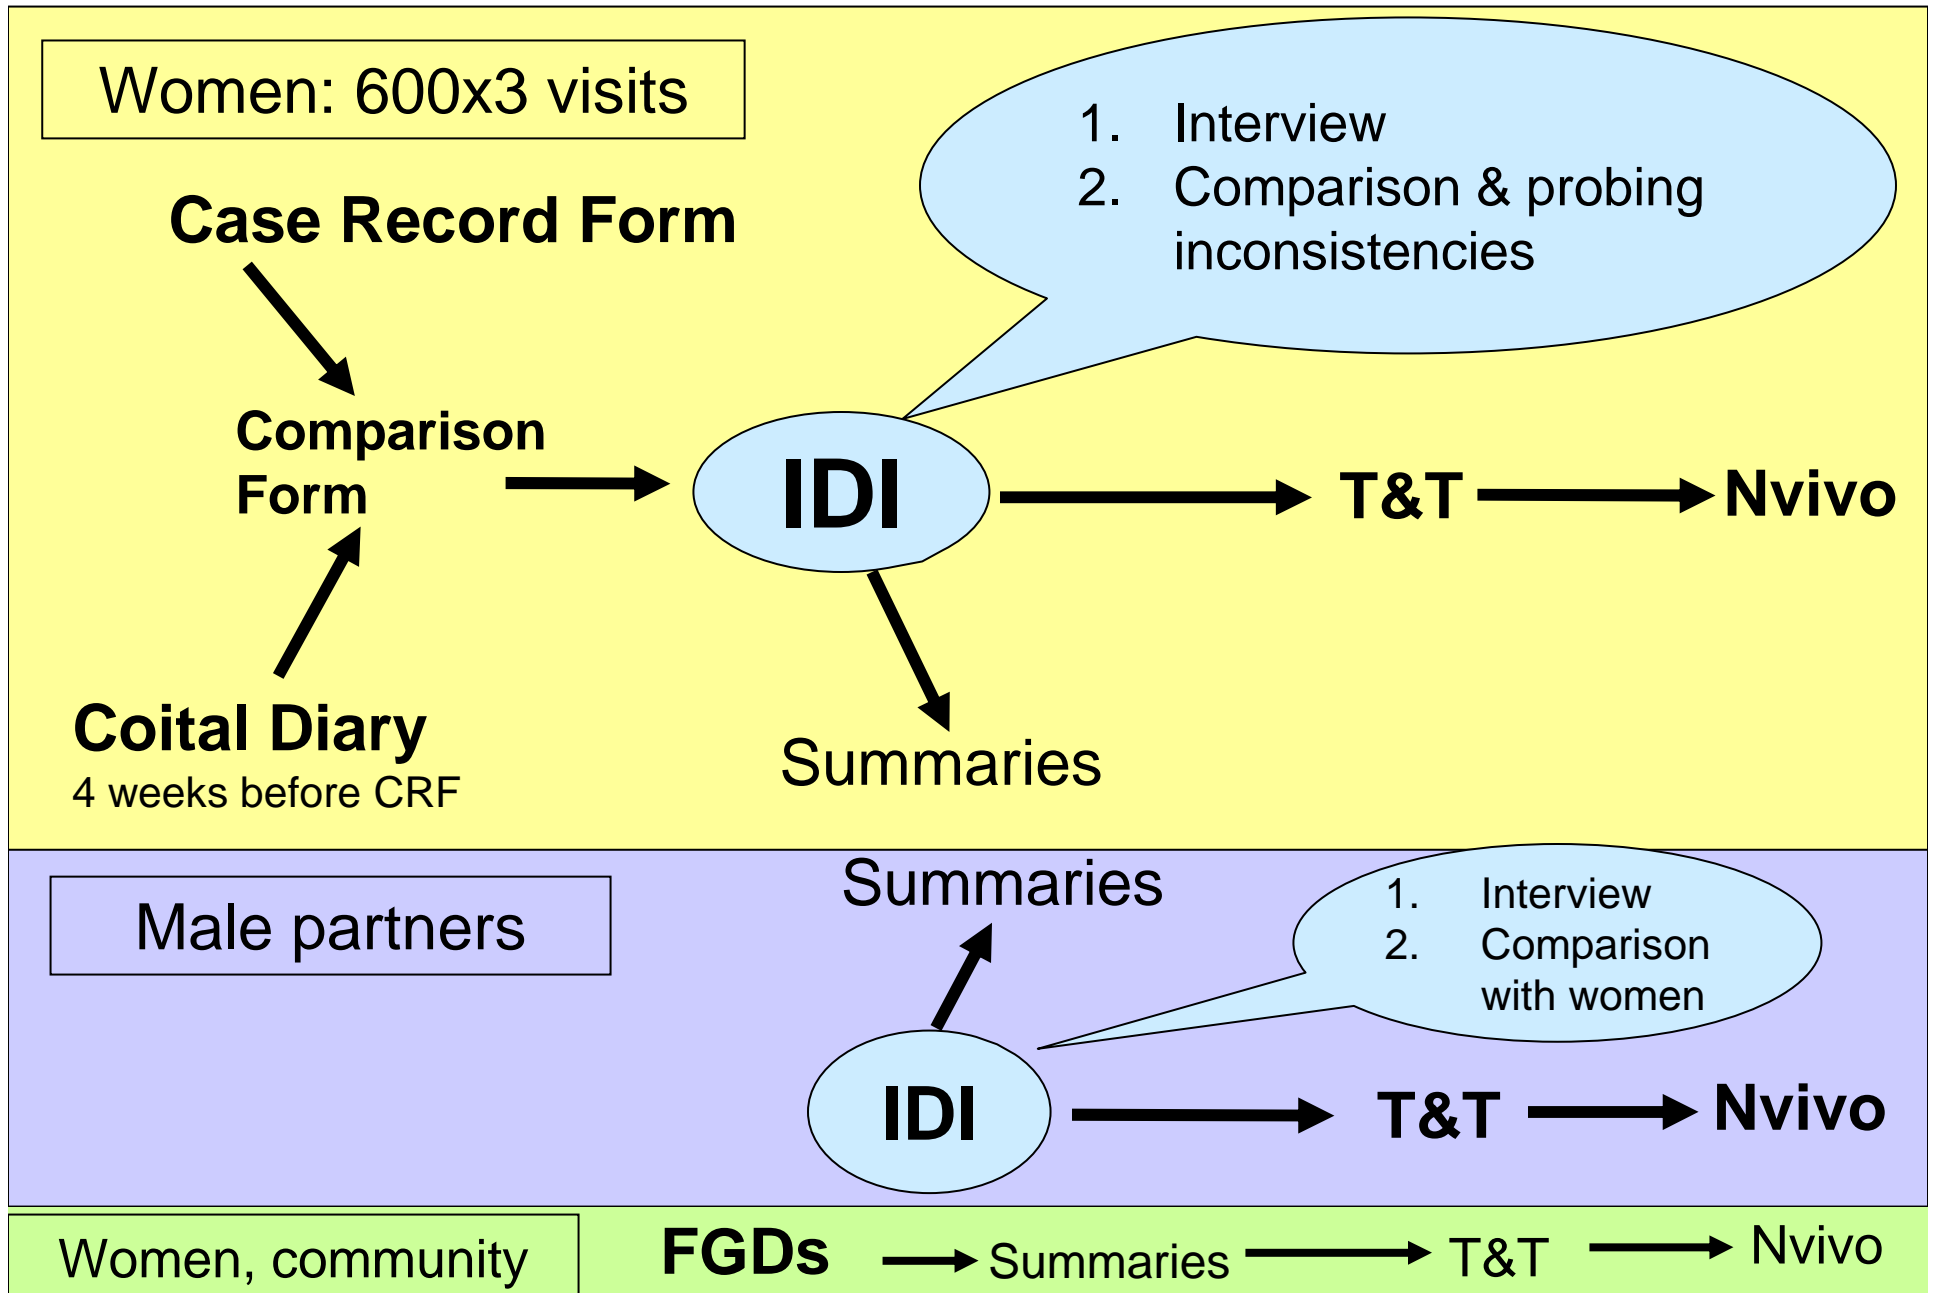 Women: 600x3 visits
1. Interview
2. Comparison & probing
inconsistencies
Case Record Form
Comparison
Form
IDI
T&T
Nvivo
Coital Diary
4 weeks before CRF
Summaries
Male partners
Summaries
1. Interview
2. Comparison
with women
IDI
T&T
Nvivo
Women, community
FGDs
Summaries
T&T
Nvivo